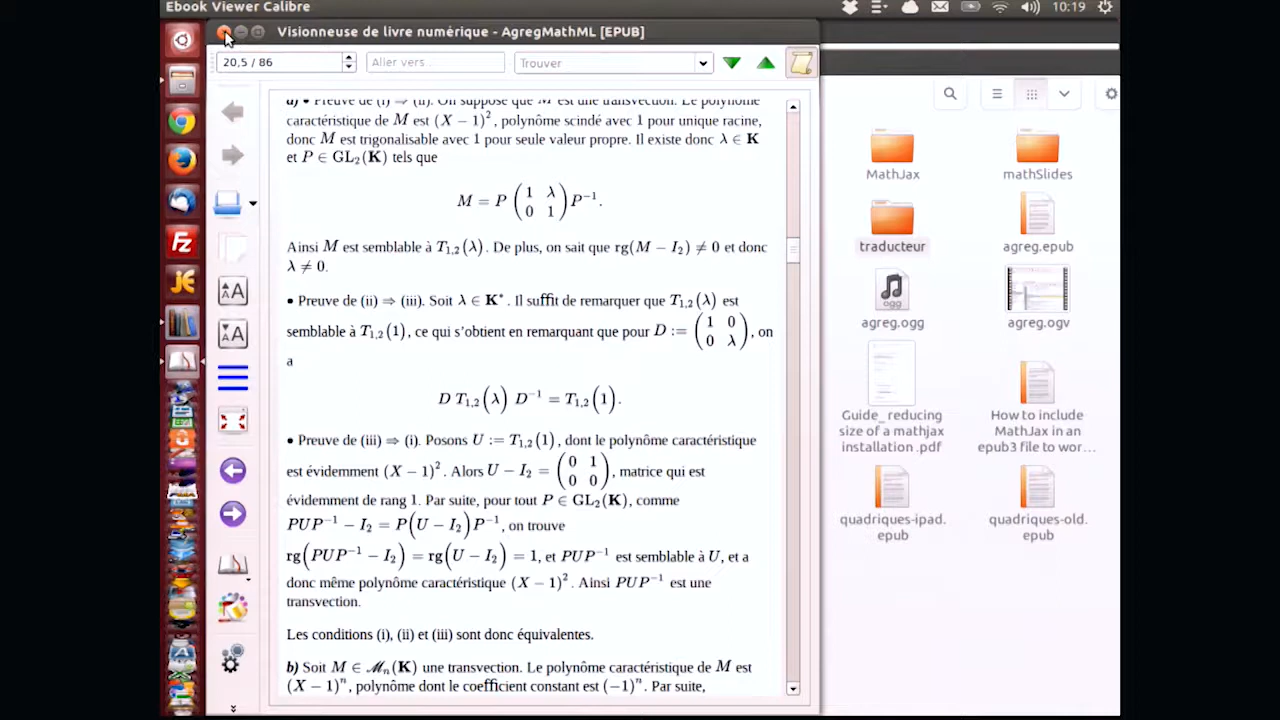 Ebook Viewer Calibre
10:19
Visionneuse de livre numérique - AgregMathML [EPUB]
20,5 / 86
Aller vers...
Trouver
a) • Preuve de (i) ⇒ (ii). On suppose que M est une transvection. Le polynôme
caractéristique de M est (X − 1)², polynôme scindé avec 1 pour unique racine,
donc M est trigonalisable avec 1 pour seule valeur propre. Il existe donc λ ∈ K
et P ∈ GL₂(K) tels que
M = P (1 λ
0 1) P⁻¹.
Ainsi M est semblable à T₁,₂(λ). De plus, on sait que rg(M − I₂) ≠ 0 et donc
λ ≠ 0.
• Preuve de (ii) ⇒ (iii). Soit λ ∈ K*. Il suffit de remarquer que T₁,₂(λ) est
semblable à T₁,₂(1), ce qui s'obtient en remarquant que pour D := (1 0
0 λ), on
a
D T₁,₂(λ) D⁻¹ = T₁,₂(1).
• Preuve de (iii) ⇒ (i). Posons U := T₁,₂(1), dont le polynôme caractéristique
est évidemment (X − 1)². Alors U − I₂ = (0 1
0 0), matrice qui est
évidement de rang 1. Par suite, pour tout P ∈ GL₂(K), comme
PUP⁻¹ − I₂ = P(U − I₂)P⁻¹, on trouve
rg(PUP⁻¹ − I₂) = rg(U − I₂) = 1, et PUP⁻¹ est semblable à U, et a
donc même polynôme caractéristique (X − 1)². Ainsi PUP⁻¹ est une
transvection.
Les conditions (i), (ii) et (iii) sont donc équivalentes.
b) Soit M ∈ ℳₙ(K) une transvection. Le polynôme caractéristique de M est
(X − 1)ⁿ, polynôme dont le coefficient constant est (−1)ⁿ. Par suite,
MathJax
mathSlides
traducteur
agreg.epub
ogg
agreg.ogg
agreg.ogv
Guide_ reducing
size of a mathjax
installation .pdf
How to include
MathJax in an
epub3 file to wor...
quadriques-ipad.
epub
quadriques-old.
epub